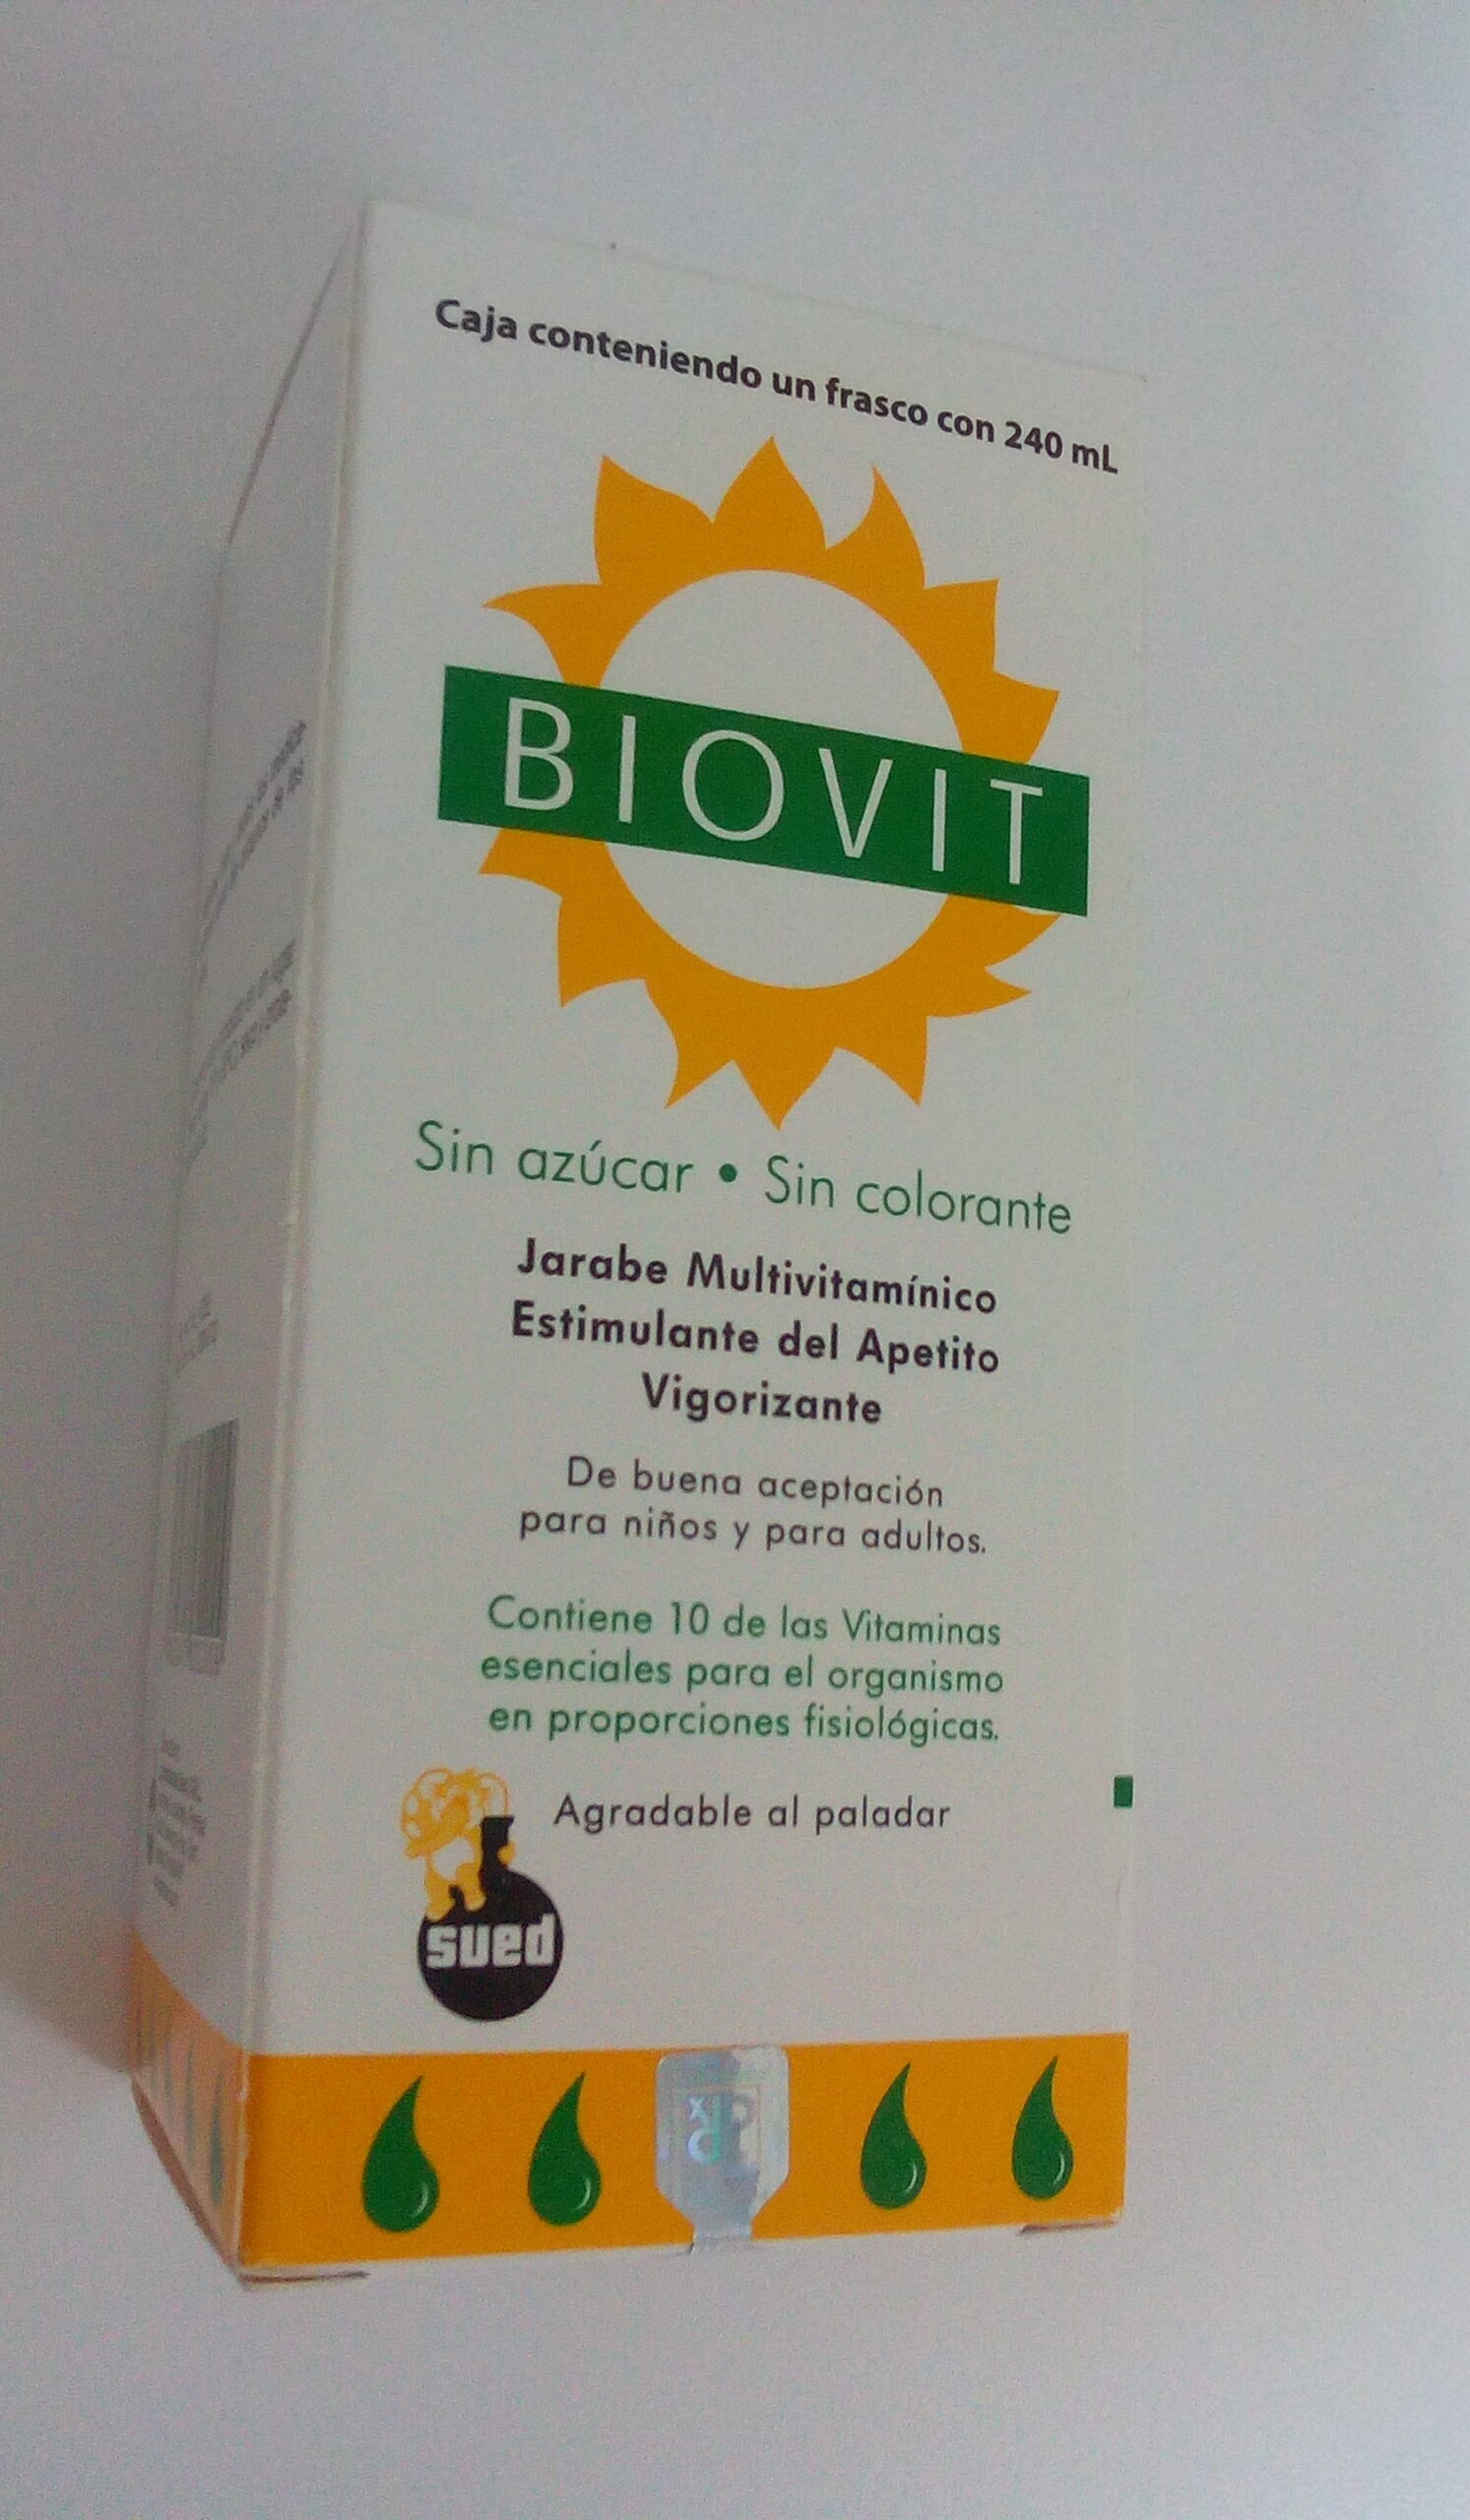 Caja conteniendo un frasco con 240 mL
BIOVIT
Sin azúcar • Sin colorante
Jarabe Multivitamínico
Estimulante del Apetito
Vigorizante
De buena aceptación
para niños y para adultos.
Contiene 10 de las Vitaminas
esenciales para el organismo
en proporciones fisiológicas.
Agradable al paladar
sued